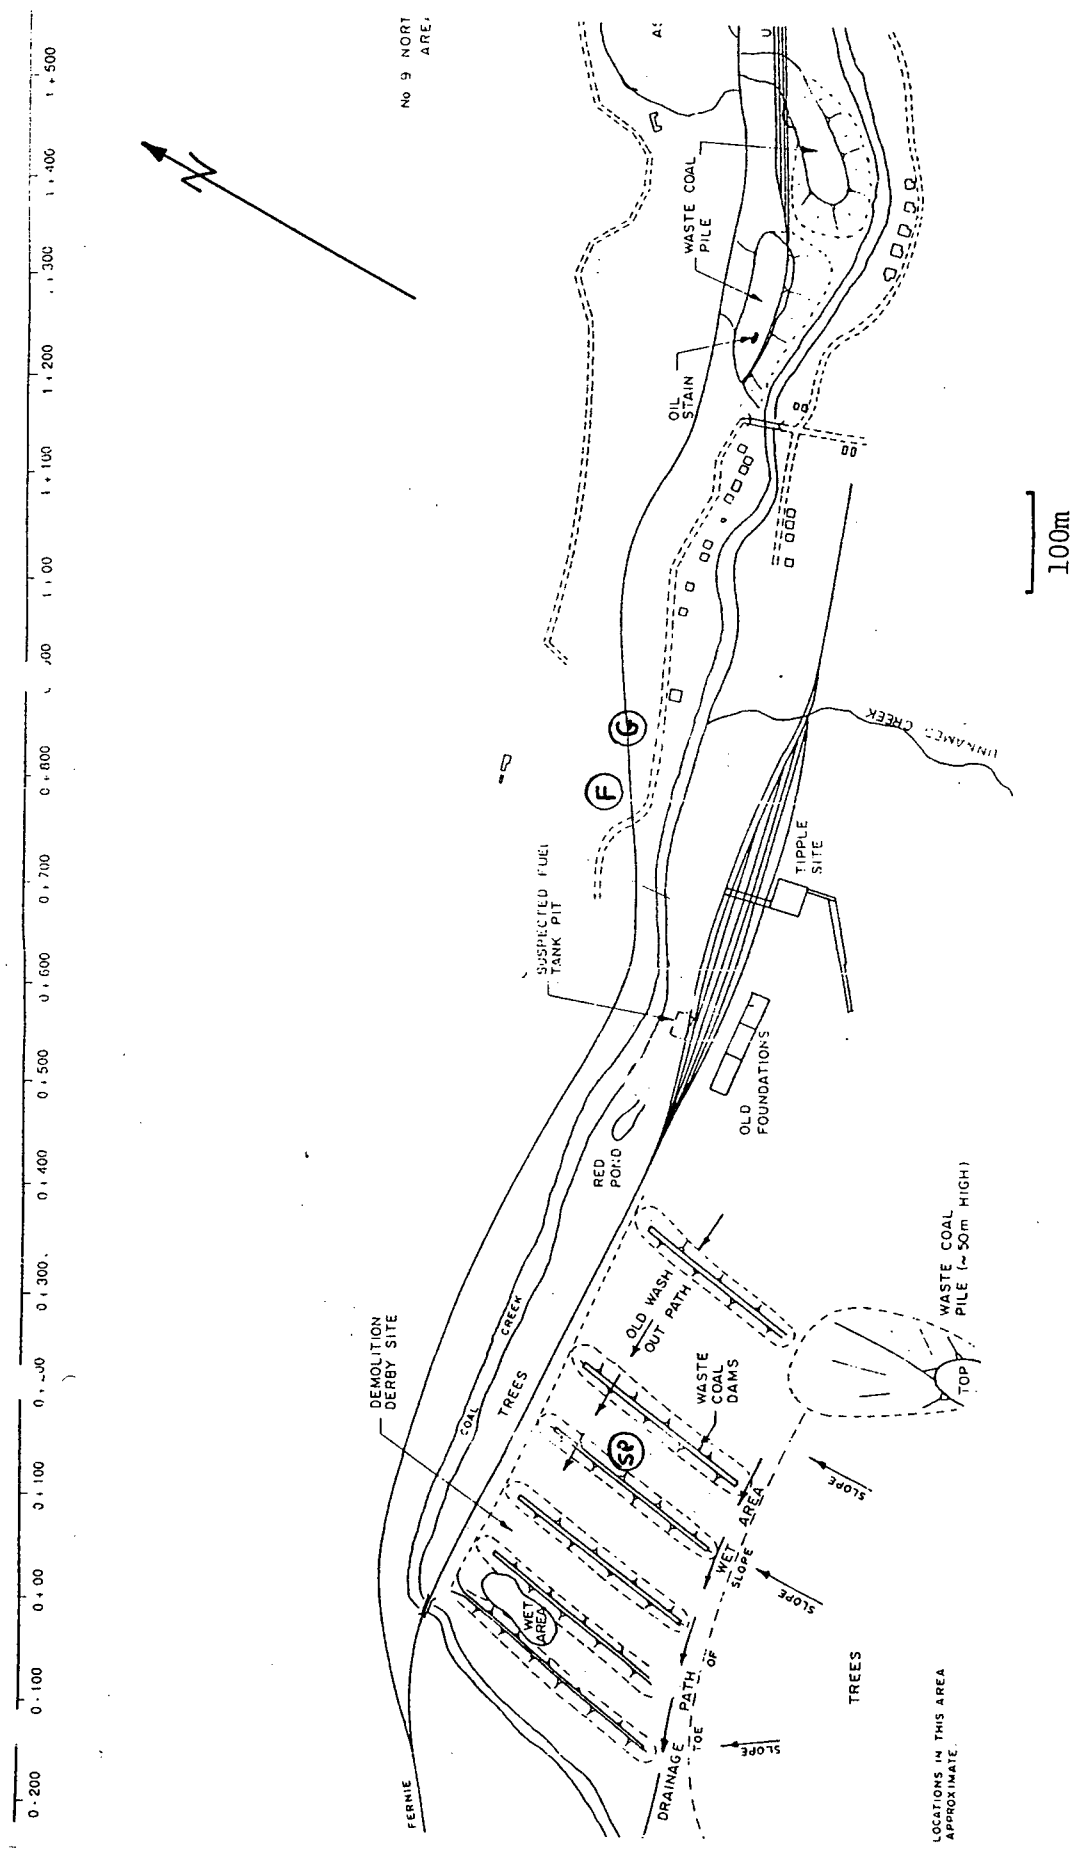 0+200
0+100
0+00
0+100
0+300
0+400
0+500
0+600
0+700
0+800
1+00
1+100
1+200
1+300
1+400
1+500
No 9 NORT
AREA
N
FERNIE
DEMOLITION
DERBY SITE
COAL CREEK
TREES
RED
POND
SUSPECTED FUEL
TANK PIT
F
G
OIL
STAIN
WASTE COAL
PILE
UNNAMED CREEK
TIPPLE
SITE
OLD
FOUNDATIONS
OLD WASH
OUT PATH
WASTE
COAL
DAMS
SP
WET
AREA
DRAINAGE PATH OF WET AREA
TOE OF SLOPE
SLOPE
SLOPE
SLOPE
TREES
WASTE COAL
PILE (~50m HIGH)
TOP
LOCATIONS IN THIS AREA
APPROXIMATE.
100m